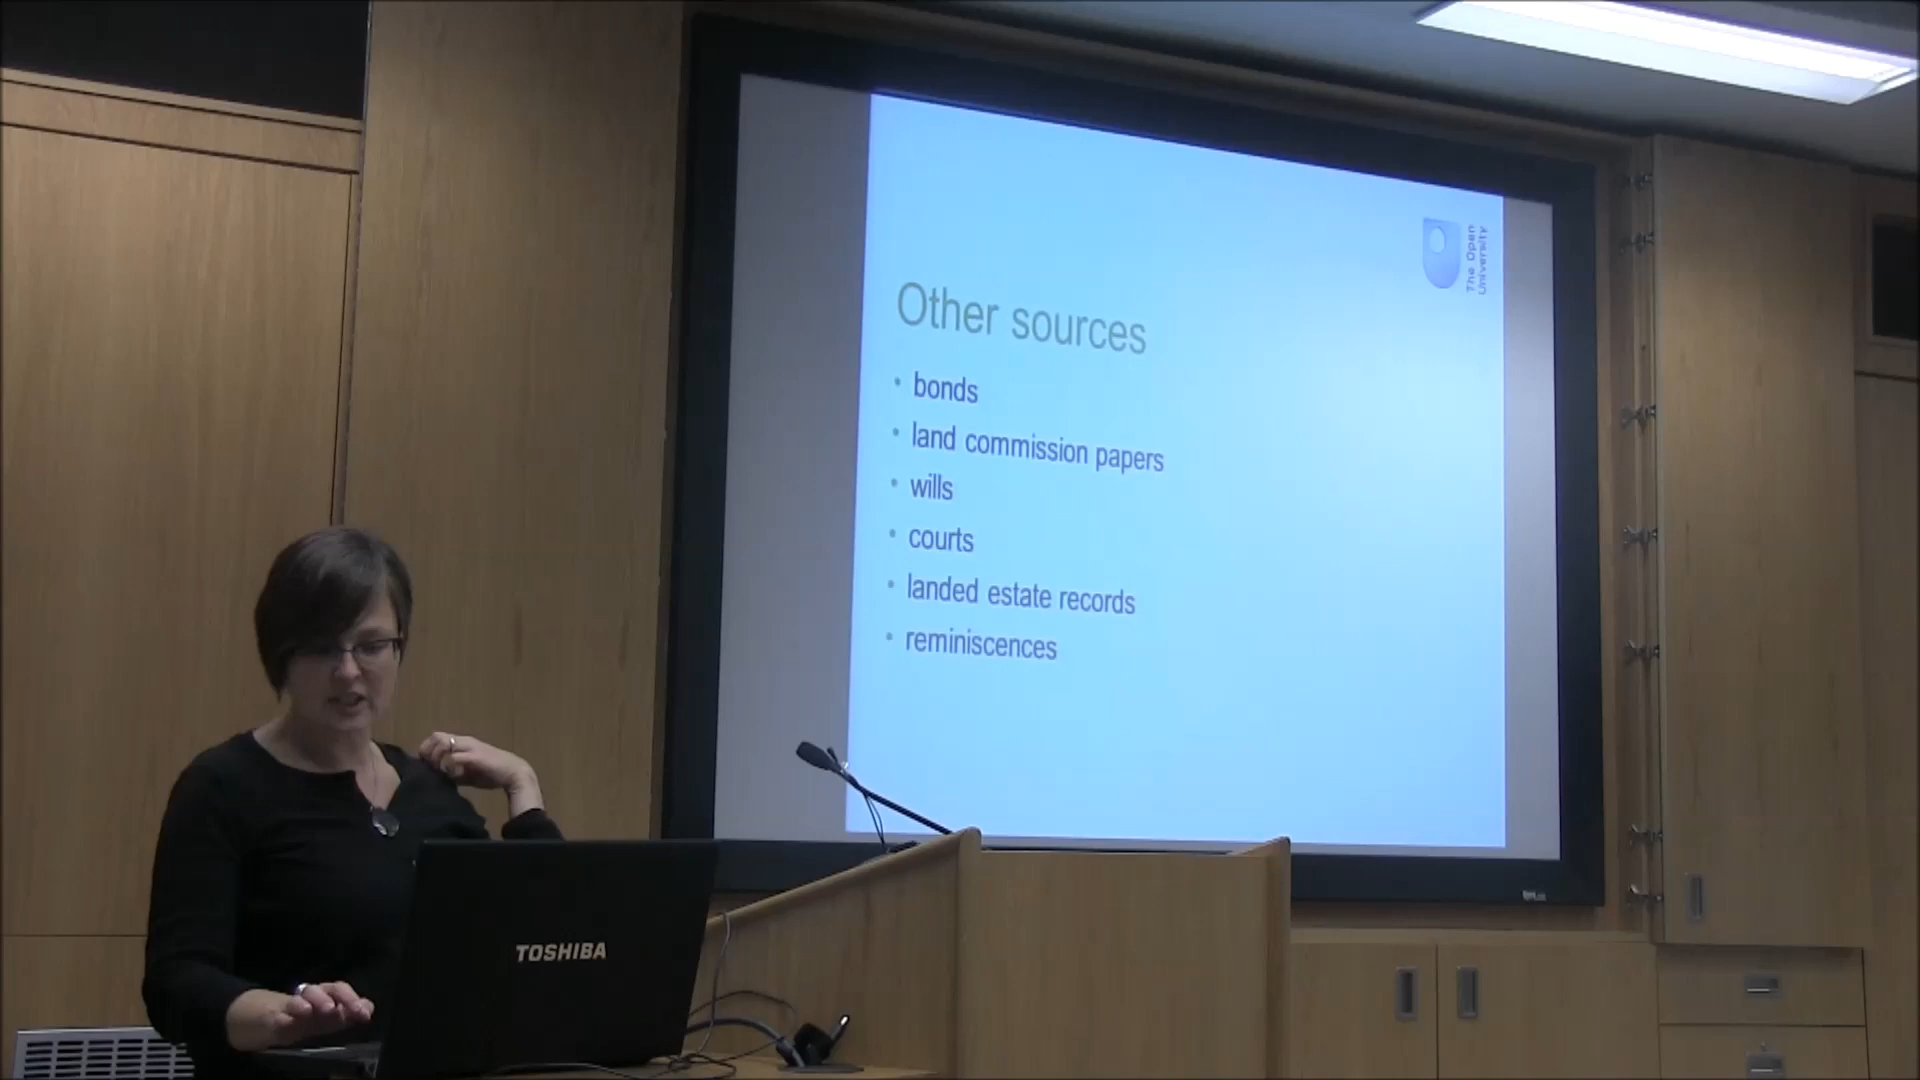 The Open
University
Other sources
• bonds
• land commission papers
• wills
• courts
• landed estate records
• reminiscences
TOSHIBA